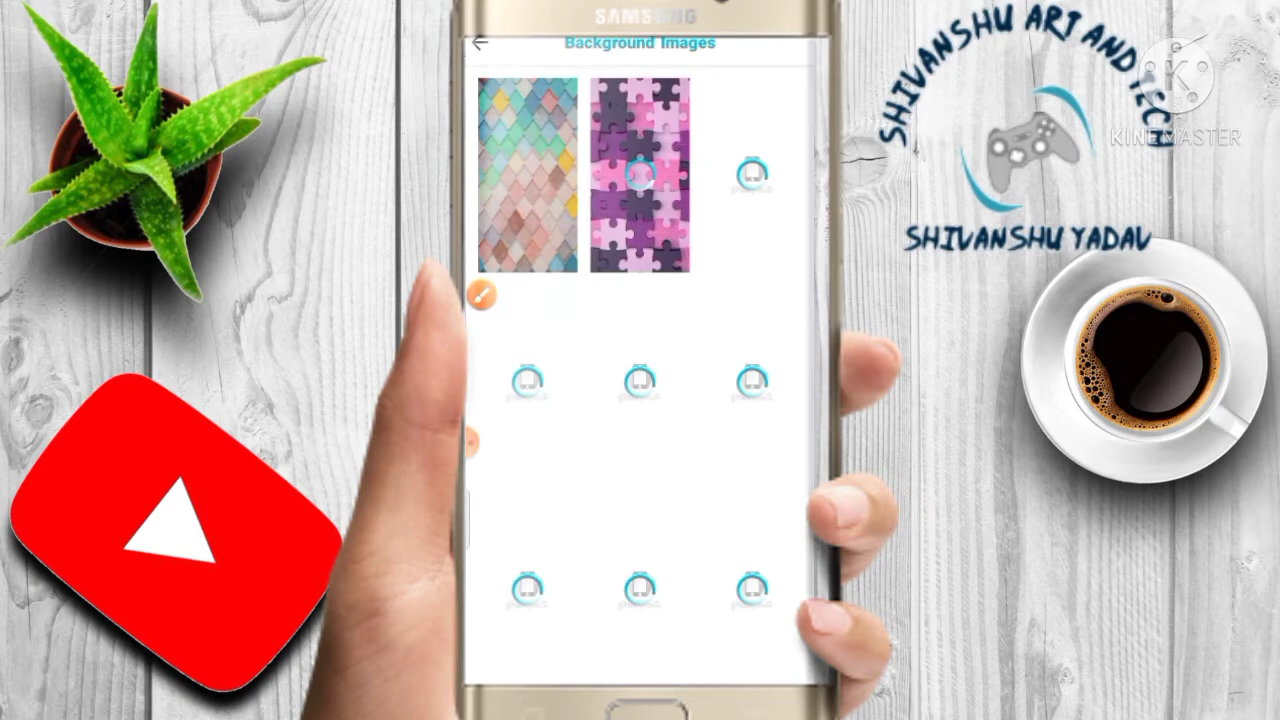 SAMSUNG
Background Images
SHIVANSHU ART AND TECH
SHIVANSHU YADAV
K
KINEMASTER